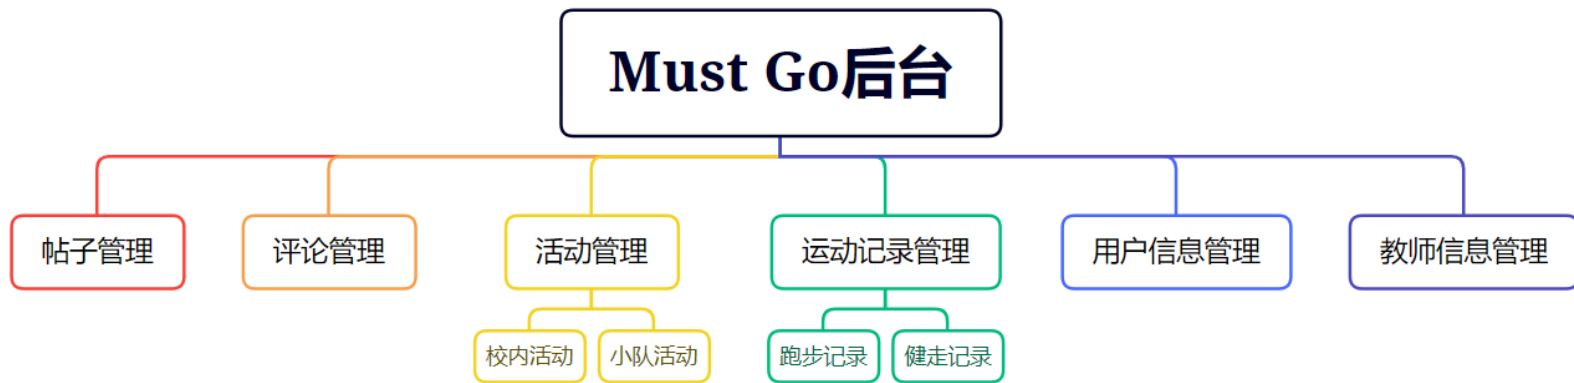 Must Go后台
帖子管理
评论管理
活动管理
运动记录管理
用户信息管理
教师信息管理
校内活动
小队活动
跑步记录
健走记录